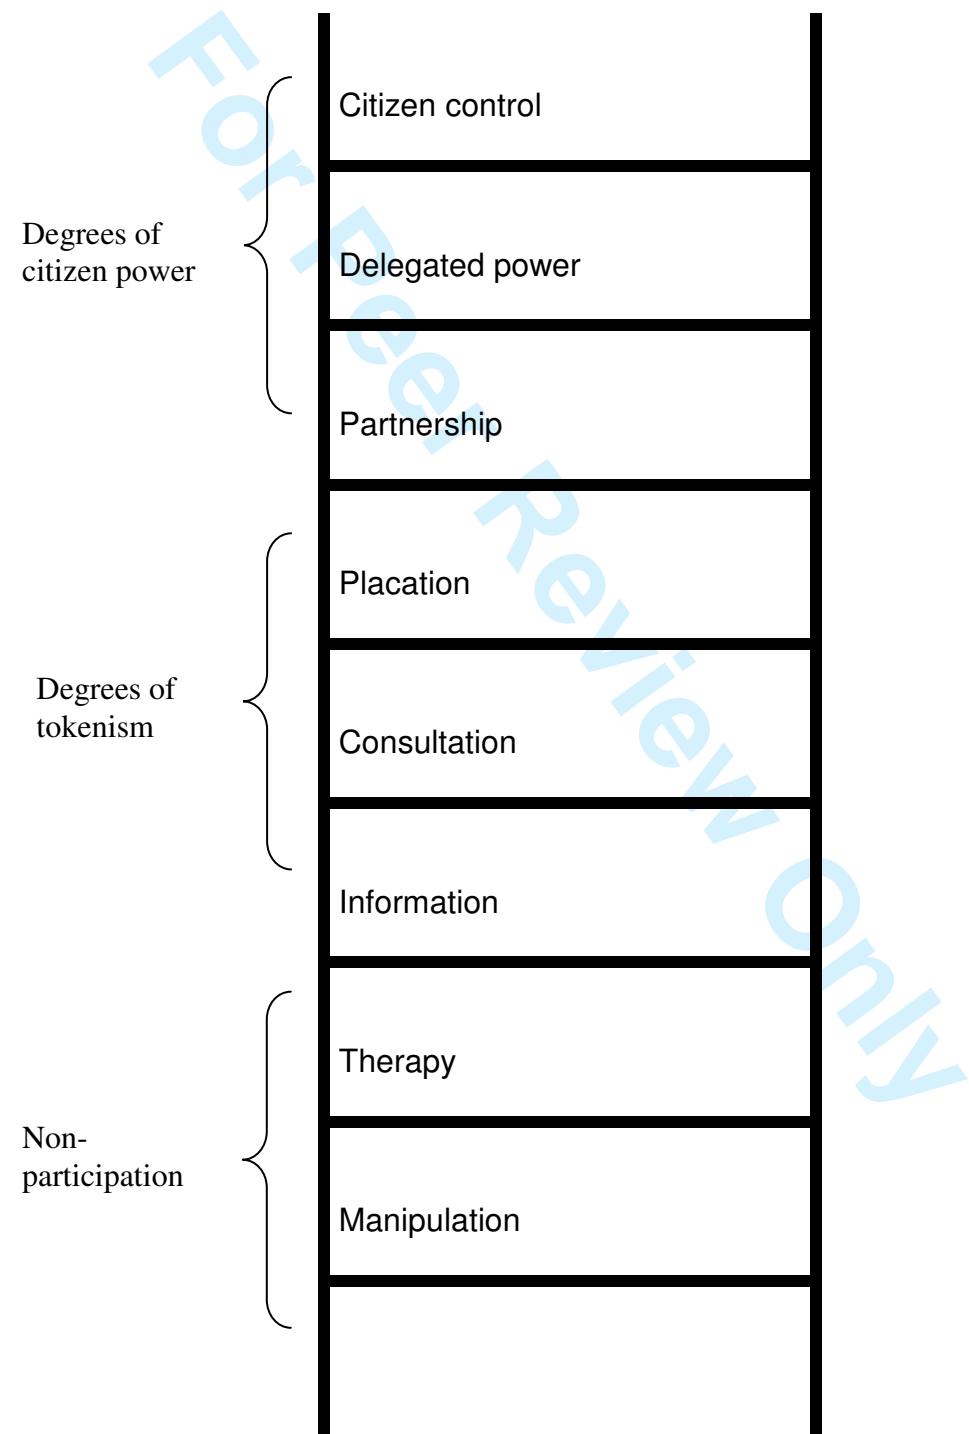 Citizen control
Degrees of
citizen power
Delegated power
Partnership
Placation
Degrees of
tokenism
Consultation
Information
Therapy
Non-
participation
Manipulation
For Peer Review Only